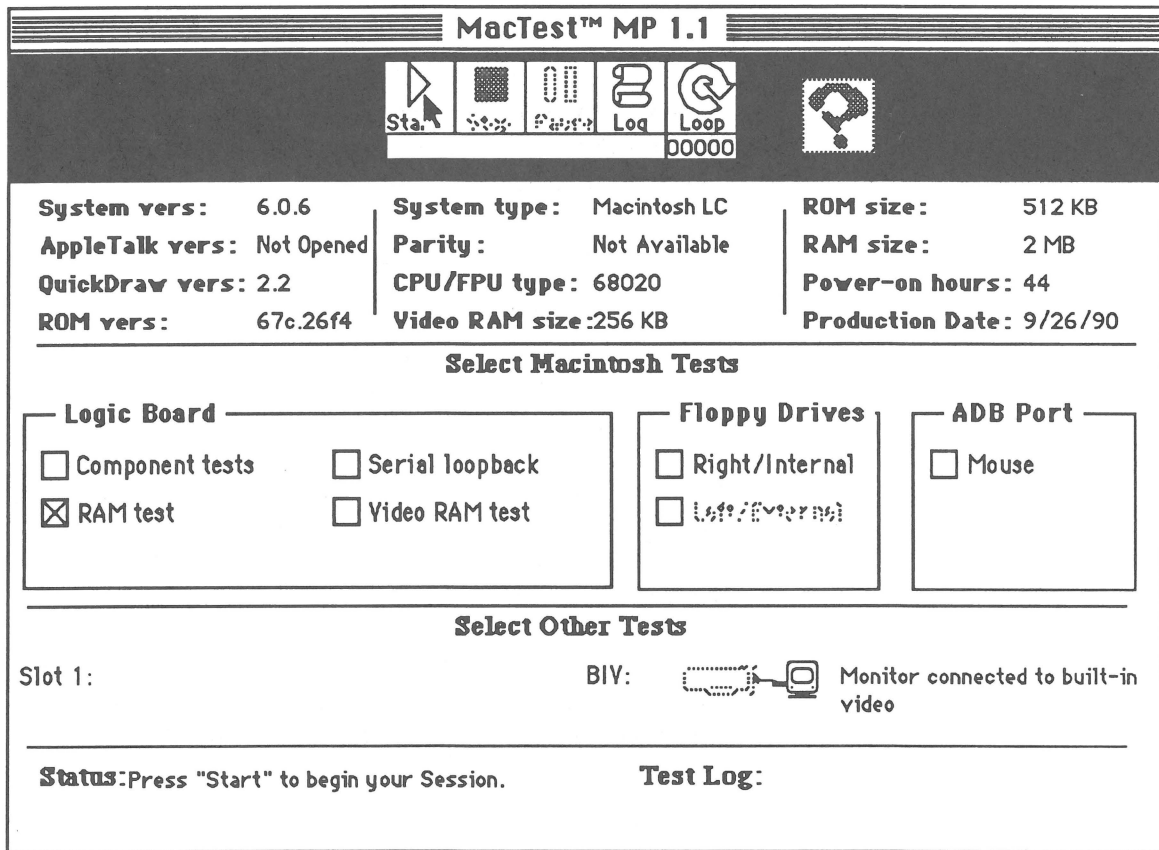 MacTest™ MP 1.1
Start Stop Pause Log Loop
00000
System vers: 6.0.6
AppleTalk vers: Not Opened
QuickDraw vers: 2.2
ROM vers: 67c.26f4
System type: Macintosh LC
Parity: Not Available
CPU/FPU type: 68020
Video RAM size: 256 KB
ROM size: 512 KB
RAM size: 2 MB
Power-on hours: 44
Production Date: 9/26/90
Select Macintosh Tests
Logic Board
Component tests
RAM test
Serial loopback
Video RAM test
Floppy Drives
Right/Internal
Left/External
ADB Port
Mouse
Select Other Tests
Slot 1:
BIV:
Monitor connected to built-in
video
Status: Press "Start" to begin your Session.
Test Log: